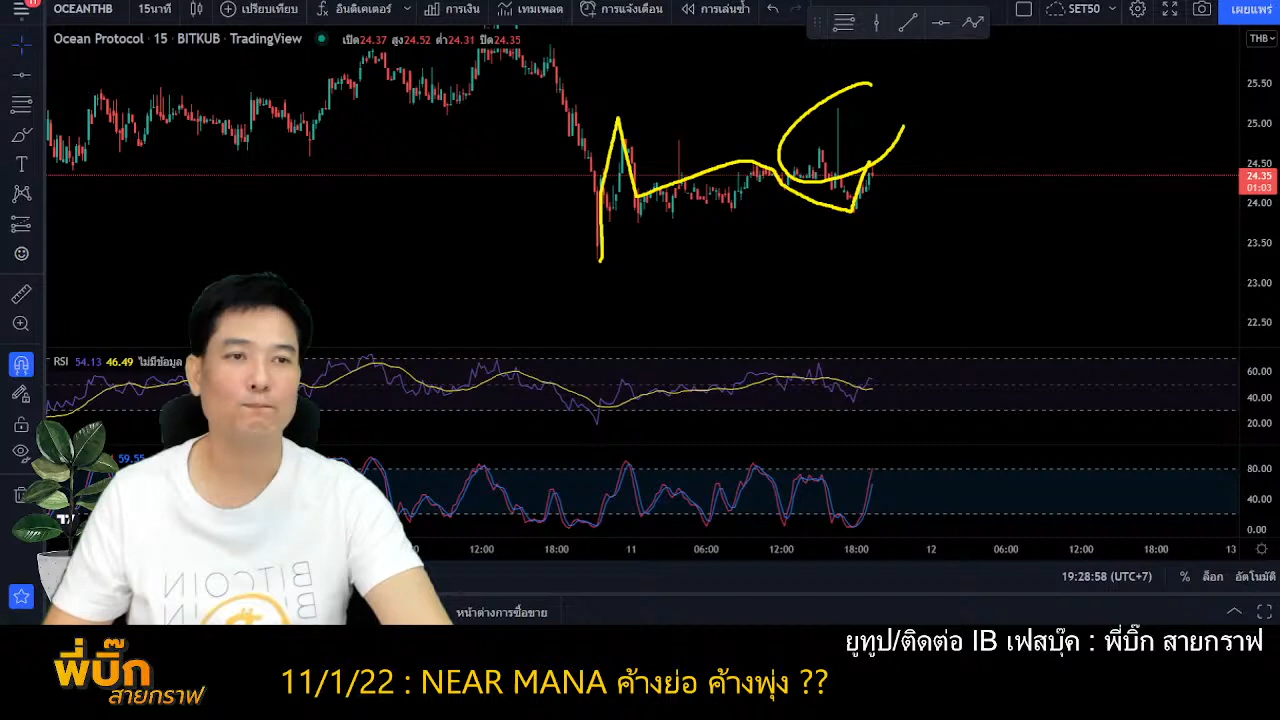 11
OCEANTHB 15นาที เปรียบเทียบ อินดิเคเตอร์ การเงิน เทมเพลต การแจ้งเตือน การเล่นซ้ำ SET50 เผยแพร่
Ocean Protocol · 15 · BITKUB · TradingView เปิด24.37 สูง24.52 ต่ำ24.31 ปิด24.35 THB
25.50
25.00
24.50
24.35
01:03
24.00
23.50
23.00
22.50
RSI 54.13 46.49 ไม่มีข้อมูล
60.00
40.00
20.00
59.55
80.00
40.00
0.00
12:00 18:00 11 06:00 12:00 18:00 12 06:00 12:00 18:00 13
19:28:58 (UTC+7) % ล็อก อัตโนมัติ
BITCOIN
หน้าต่างการซื้อขาย
ยูทูป/ติดต่อ IB เฟสบุ๊ค : พี่บิ๊ก สายกราฟ
พี่บิ๊ก
สายกราฟ
11/1/22 : NEAR MANA ค้างย่อ ค้างพุ่ง ??